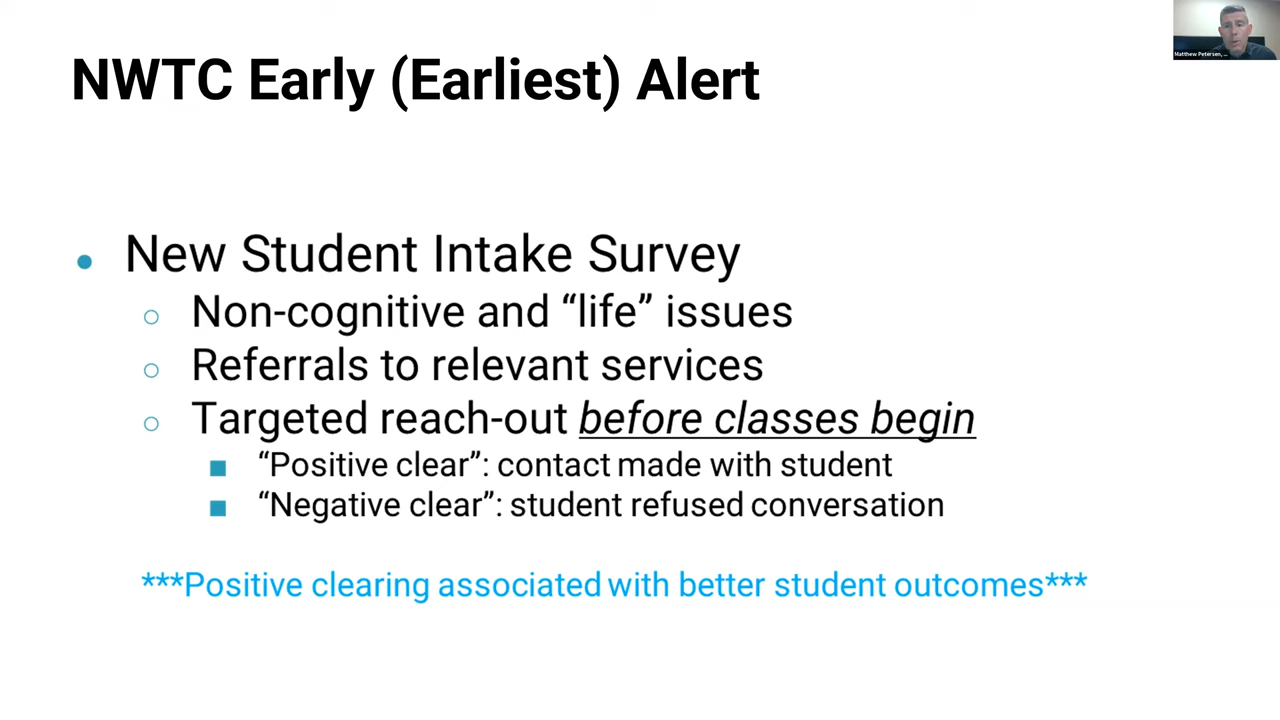 Matthew Petersen, ...
NWTC Early (Earliest) Alert
New Student Intake Survey
Non-cognitive and “life” issues
Referrals to relevant services
Targeted reach-out before classes begin
“Positive clear”: contact made with student
“Negative clear”: student refused conversation
***Positive clearing associated with better student outcomes***